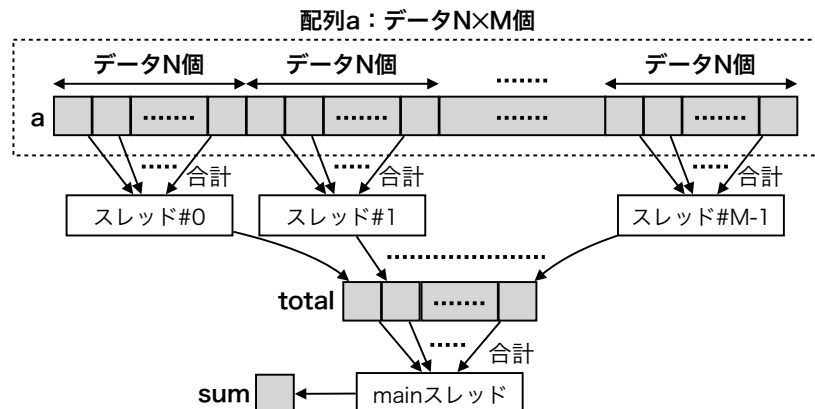 配列a：データN×M個
データN個 データN個 ....... データN個
a ....... ....... ....... .......
..... 合計 ..... 合計 ..... 合計
スレッド#0 スレッド#1 スレッド#M-1
total .......
..... 合計
sum mainスレッド